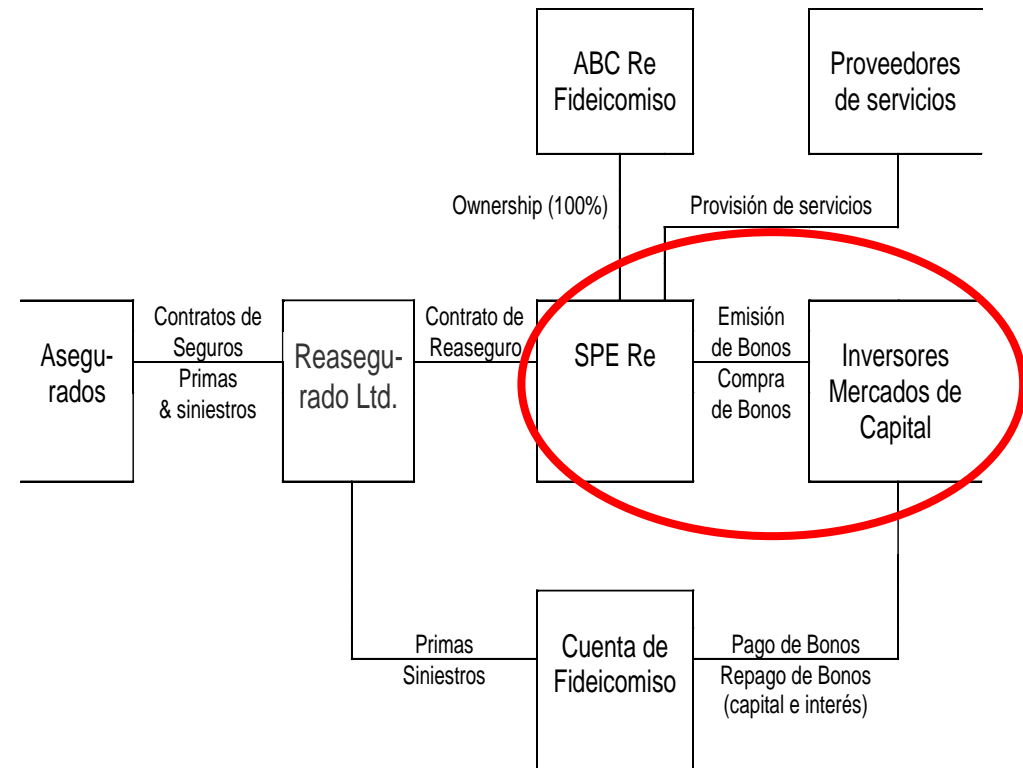 ABC Re
Fideicomiso
Proveedores
de servicios
Ownership (100%)
Provisión de servicios
Asegu-
rados
Contratos de
Seguros
Primas
& siniestros
Reasegu-
rado Ltd.
Contrato de
Reaseguro
SPE Re
Emisión
de Bonos
Compra
de Bonos
Inversores
Mercados de
Capital
Primas
Siniestros
Cuenta de
Fideicomiso
Pago de Bonos
Repago de Bonos
(capital e interés)